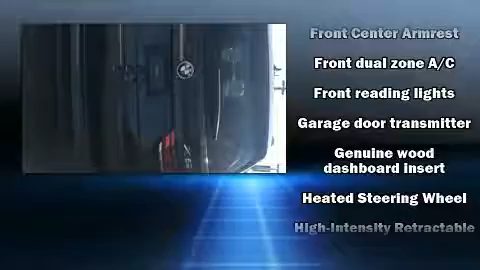 Front Center Armrest
Front dual zone A/C
Front reading lights
Garage door transmitter
Genuine wood
dashboard insert
Heated Steering Wheel
High-Intensity Retractable